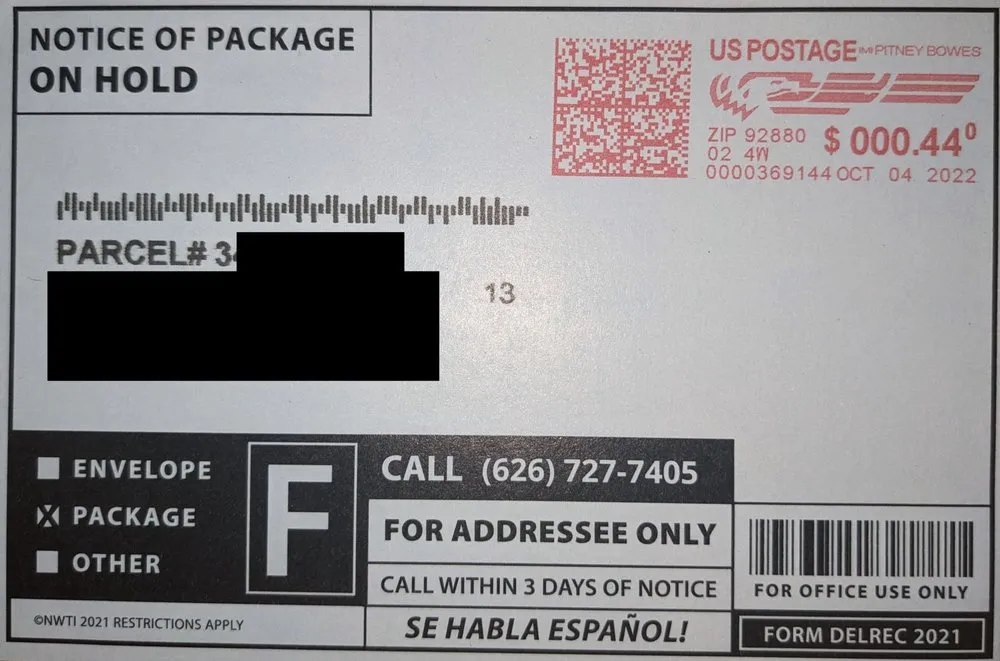 NOTICE OF PACKAGE
ON HOLD
US POSTAGE IMI PITNEY BOWES
ZIP 92880
02 4W
$ 000.44⁰
0000369144 OCT 04 2022
PARCEL# 3
13
ENVELOPE
PACKAGE
OTHER
F
CALL (626) 727-7405
FOR ADDRESSEE ONLY
CALL WITHIN 3 DAYS OF NOTICE
SE HABLA ESPAÑOL!
FOR OFFICE USE ONLY
FORM DELREC 2021
©NWTI 2021 RESTRICTIONS APPLY